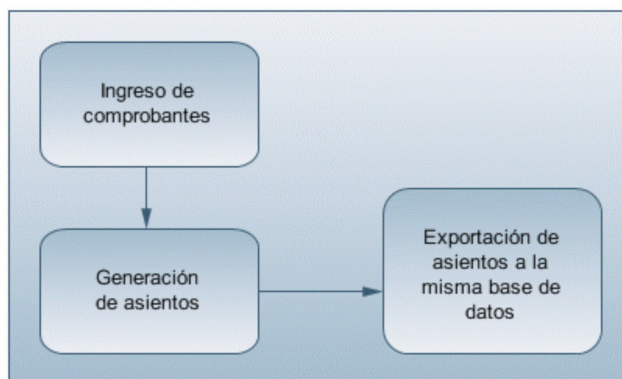 Ingreso de
comprobantes
Generación
de asientos
Exportación de
asientos a la
misma base de
datos